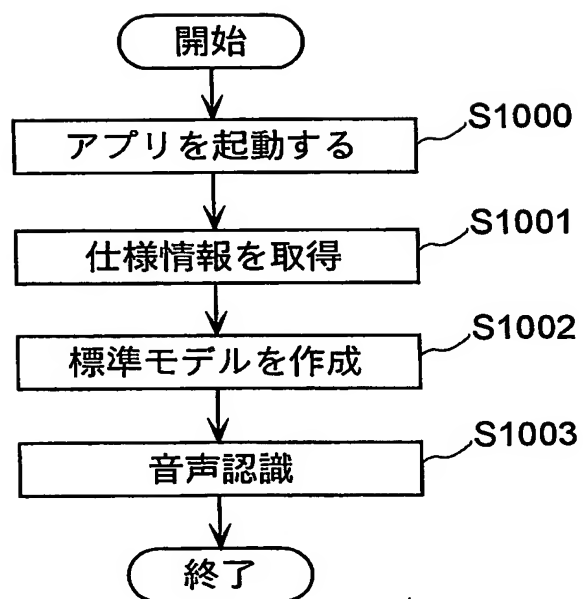 開始
アプリを起動する S1000
仕様情報を取得 S1001
標準モデルを作成 S1002
音声認識 S1003
終了